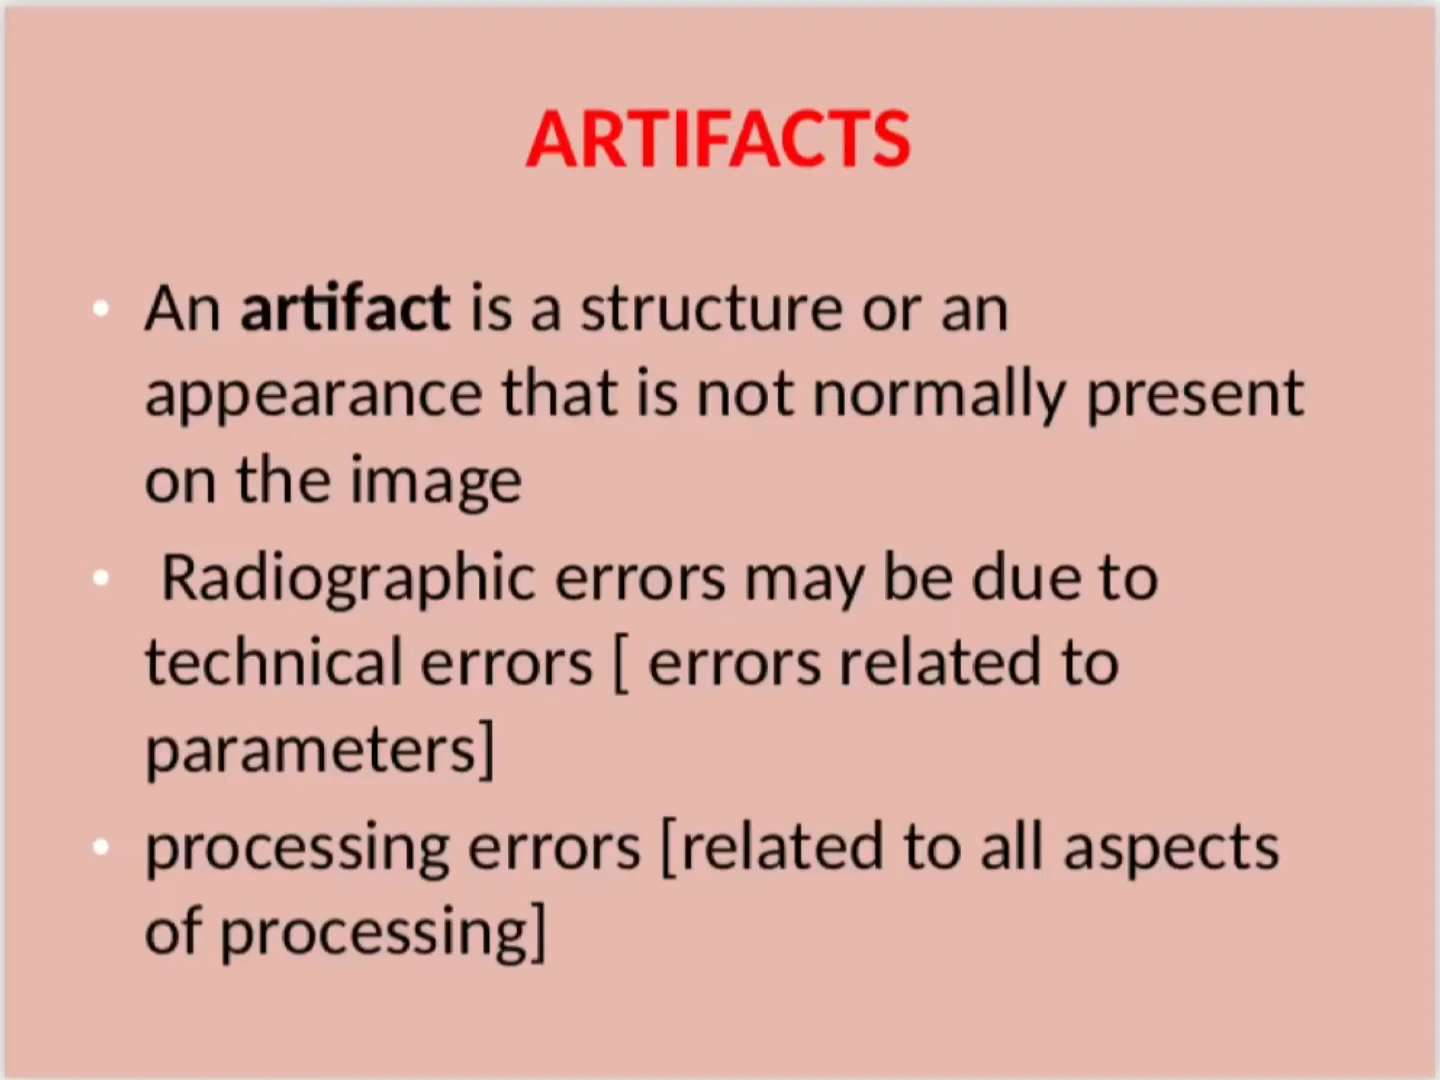 ARTIFACTS
• An artifact is a structure or an
appearance that is not normally present
on the image
• Radiographic errors may be due to
technical errors [ errors related to
parameters]
• processing errors [related to all aspects
of processing]